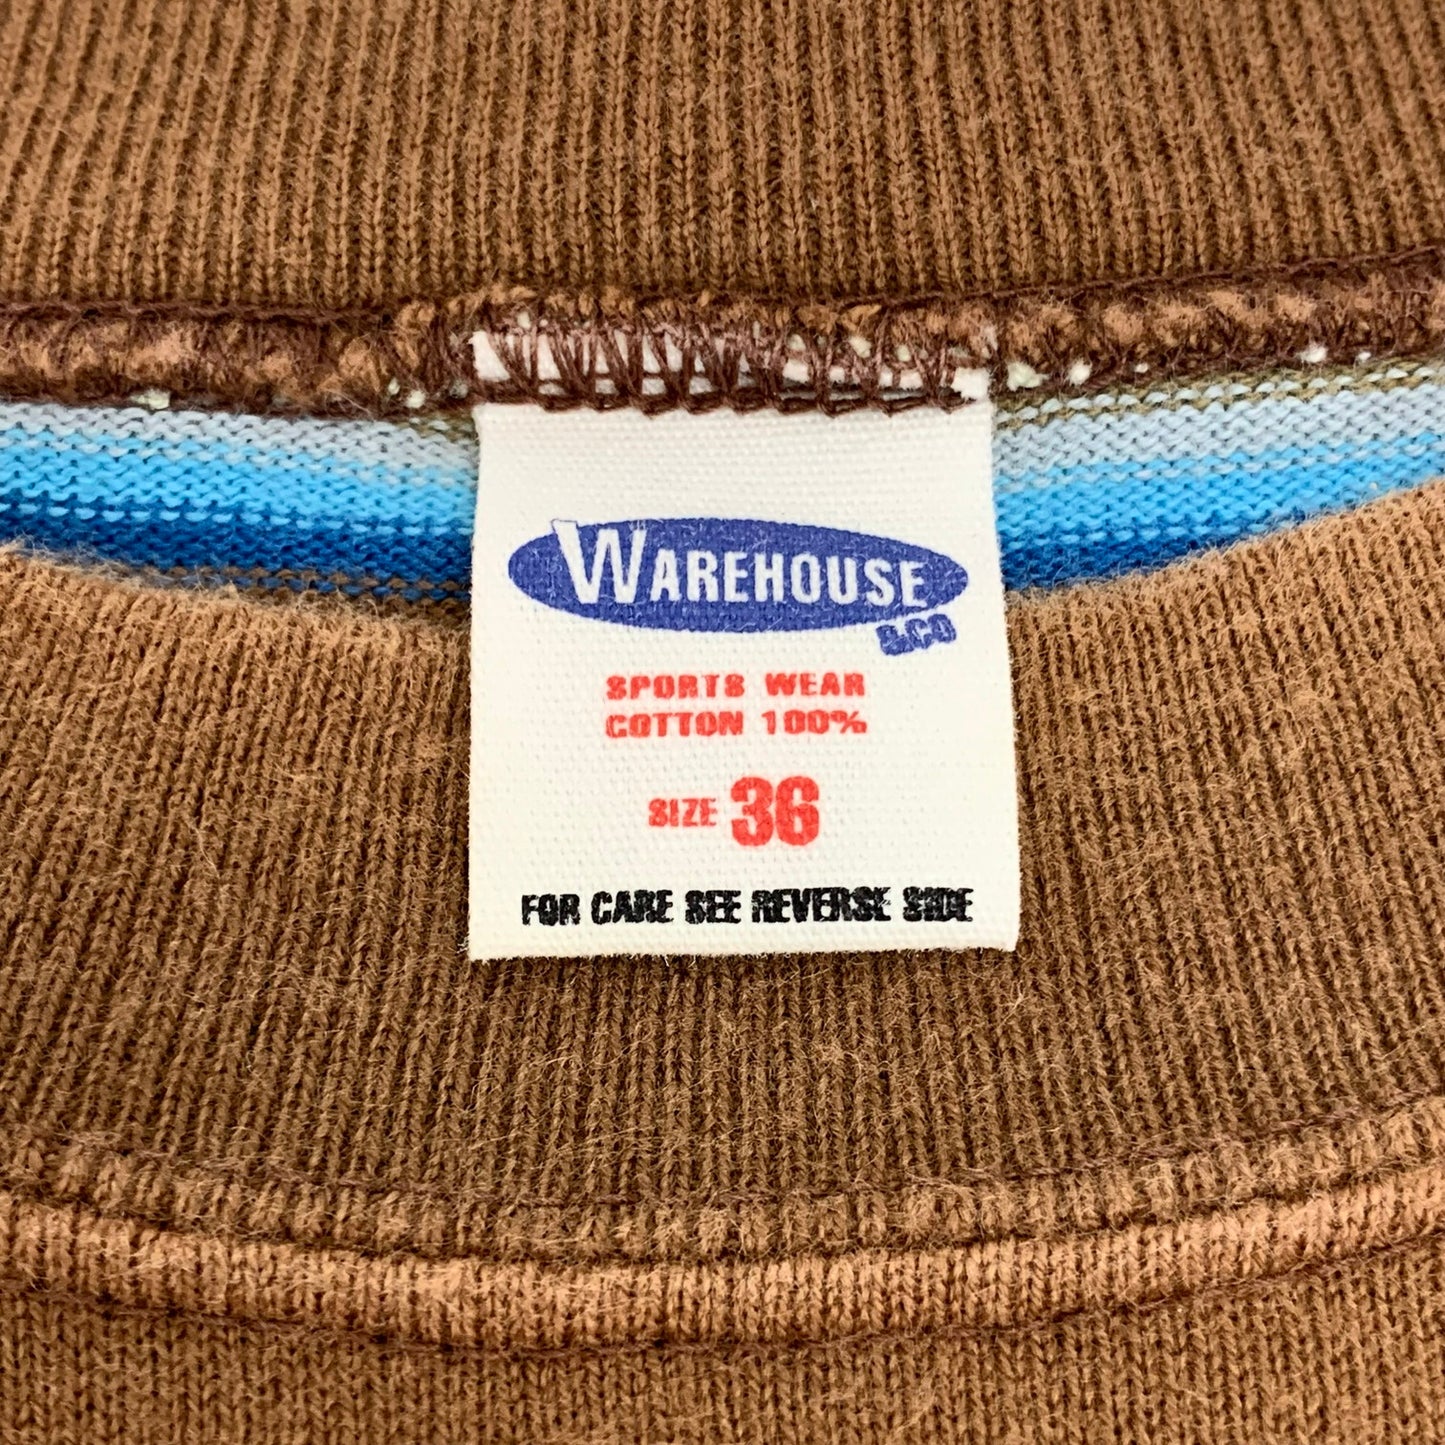 WAREHOUSE
&CO
SPORTS WEAR
COTTON 100%
SIZE 36
FOR CARE SEE REVERSE SIDE